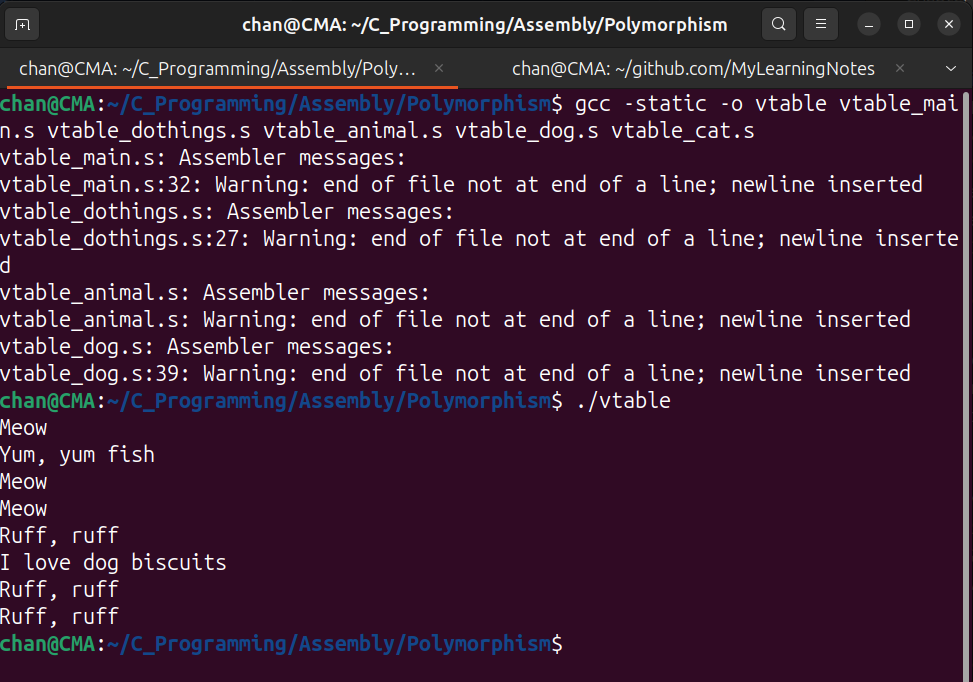 chan@CMA: ~/C_Programming/Assembly/Polymorphism
chan@CMA: ~/C_Programming/Assembly/Poly...
chan@CMA: ~/github.com/MyLearningNotes
chan@CMA:~/C_Programming/Assembly/Polymorphism$ gcc -static -o vtable vtable_mai
n.s vtable_dothings.s vtable_animal.s vtable_dog.s vtable_cat.s
vtable_main.s: Assembler messages:
vtable_main.s:32: Warning: end of file not at end of a line; newline inserted
vtable_dothings.s: Assembler messages:
vtable_dothings.s:27: Warning: end of file not at end of a line; newline inserte
d
vtable_animal.s: Assembler messages:
vtable_animal.s: Warning: end of file not at end of a line; newline inserted
vtable_dog.s: Assembler messages:
vtable_dog.s:39: Warning: end of file not at end of a line; newline inserted
chan@CMA:~/C_Programming/Assembly/Polymorphism$ ./vtable
Meow
Yum, yum fish
Meow
Meow
Ruff, ruff
I love dog biscuits
Ruff, ruff
Ruff, ruff
chan@CMA:~/C_Programming/Assembly/Polymorphism$